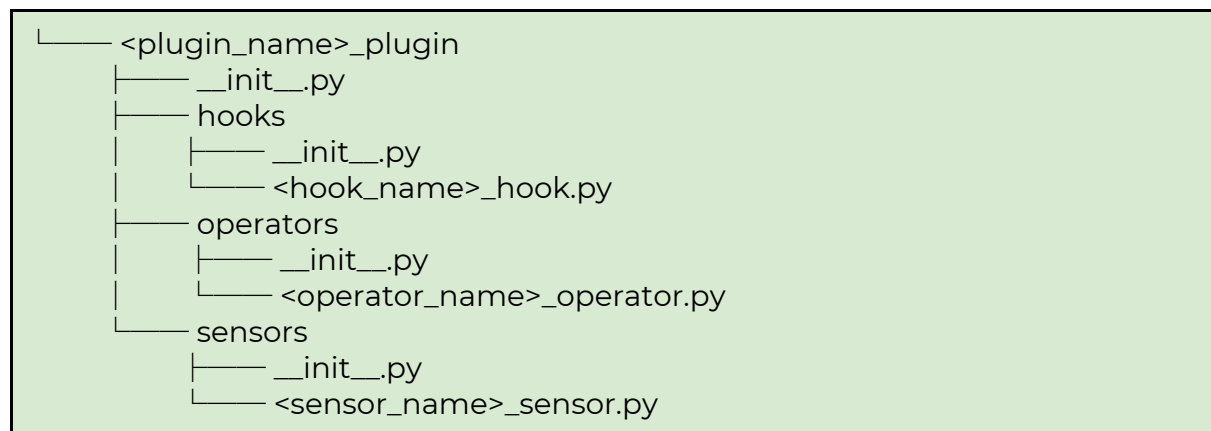 └─── <plugin_name>_plugin
├─── __init__.py
├─── hooks
│ ├─── __init__.py
│ └─── <hook_name>_hook.py
├─── operators
│ ├─── __init__.py
│ └─── <operator_name>_operator.py
└─── sensors
├─── __init__.py
└─── <sensor_name>_sensor.py